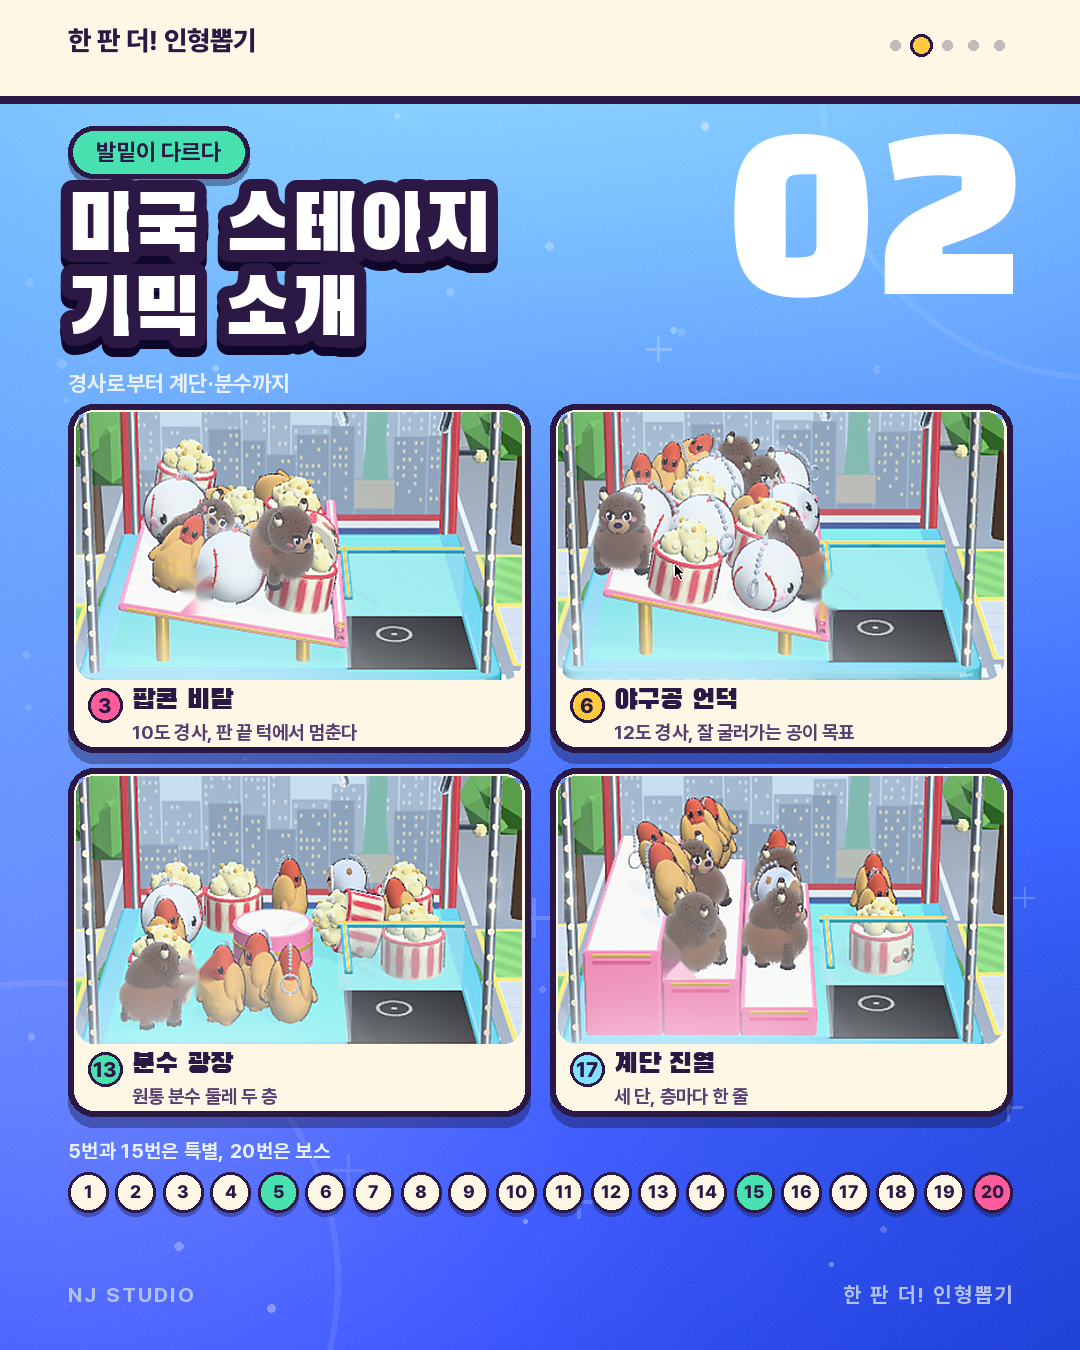 한 판 더! 인형뽑기
발밑이 다르다
02
미국 스테이지
기믹 소개
경사로부터 계단·분수까지
3 팝콘 비탈
10도 경사, 판 끝 턱에서 멈춘다
6 야구공 언덕
12도 경사, 잘 굴러가는 공이 목표
13 분수 광장
원통 분수 둘레 두 층
17 계단 진열
세 단, 층마다 한 줄
5번과 15번은 특별, 20번은 보스
1 2 3 4 5 6 7 8 9 10 11 12 13 14 15 16 17 18 19 20
NJ STUDIO
한 판 더! 인형뽑기